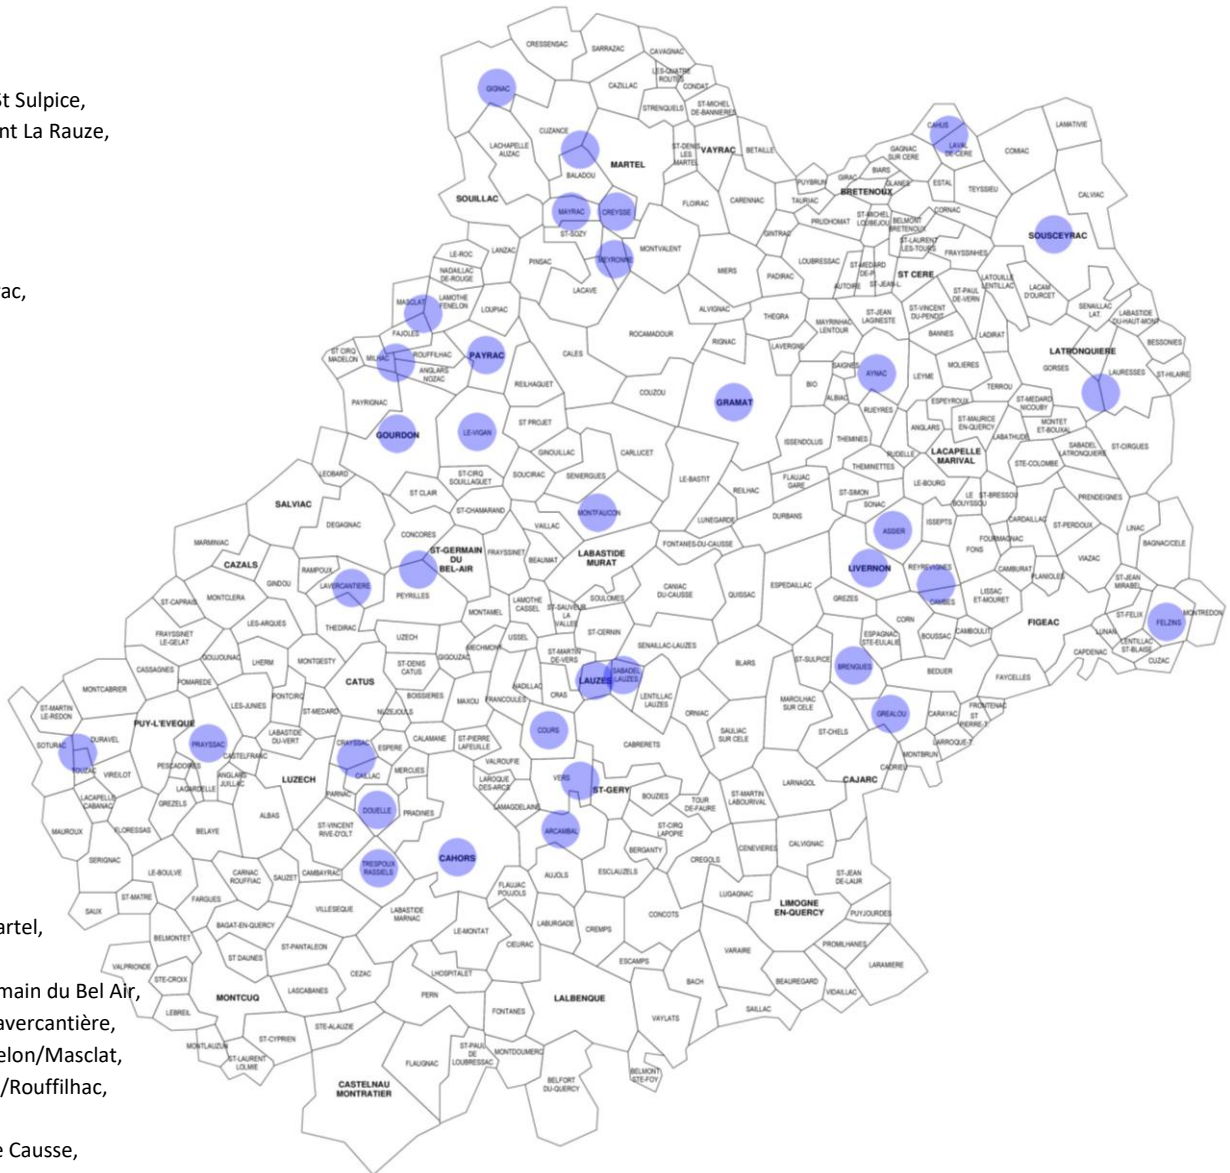 St Sulpice,
nt La Rauze,
ac,
artel,
main du Bel Air,
avercantière,
elon/Masclat,
/Rouffilhac,
e Causse,
CRESSENSAC
SARRAZAC
CAVAGNAC
LES-QUATRE
ROUTES
GIGNAC
CAZILLAC
CONDAT
STRENQUELS
ST-MICHEL
DE-BANNIERES
CUZANCE
LACHAPELLE
AUZAC
MARTEL
ST-DENIS
LES
MARTEL
VAYRAC
BETAILLE
BALADOU
SOUILLAC
MAYRAC
CREYSSE
ST-SOZY
MEYRONNE
FLOIRAC
CARENNAC
MONTVALENT
PUYBRUN
TAURIAC
GIRAC
BRETENOUX
BIARS
GLANES
GAGNAC
SUR CERE
CAHUS
LAVAL
DE-CERE
COMIAC
LAMATIVIE
ESTAL
TEYSSIEU
CALVIAC
CORNAC
PRUDHOMAT
ST-MICHEL
LOUBEJOU
BELMONT
BRETENOUX
ST-LAURENT
LES-TOURS
FRAYSSINHES
SOUSCEYRAC
GINTRAC
LOUBRESSAC
PADIRAC
ST-MEDARD
DE-P.
AUTOIRE
ST-JEAN-L.
ST CERE
LATOUILLE
LENTILLAC
LACAM
D'OURCET
SENAILLAC
LAT.
LABASTIDE
DU-HAUT-MONT
LANZAC
LE-ROC
NADAILLAC
DE-ROUGE
PINSAC
LACAVE
MIERS
ALVIGNAC
THEGRA
MAYRINHAC
LENTOUR
ST-JEAN
LAGINESTE
ST-VINCENT
DU-PENDIT
ST-PAUL
DE-VERN
BANNES
LADIRAT
BESSONIES
MASCLAT
LAMOTHE
FENELON
LOUPIAC
FAJOLES
ROCAMADOUR
RIGNAC
LAVERGNE
SAIGNES
AYNAC
LEYME
MOLIERES
LATRONQUIERE
GORSES
LAURESSES
ST-HILAIRE
ST CIRQ
MADELON
MILHAC
ROUFFILHAC
ANGLARS
NOZAC
PAYRAC
CALES
REILHAGUET
COUZOU
BIO
ALBIAC
RUEYRES
TERROU
ESPEYROUX
ST-MEDARD
NICOUBY
PAYRIGNAC
GOURDON
LE-VIGAN
ST PROJET
GRAMAT
ISSENDOLUS
THEMINES
ANGLARS
ST-MAURICE
EN-QUERCY
LABATHUDE
MONTET
ET-BOUXAL
ST-CIRGUES
GINOUILLAC
CARLUCET
RUDELLE
THEMINETTES
LACAPELLE
MARIVAL
SABADEL
LATRONQUIERE
STE-COLOMBE
LEOBARD
ST-CIRQ
SOUILLAGUET
SOUCIRAC
SENIERGUES
LE-BASTIT
REILHAC
FLAUJAC
GARE
ST-SIMON
LE-BOURG
LE
BOUYSSOU
ST-BRESSOU
PRENDEIGNES
ST CLAIR
SALVIAC
ST-CHAMARAND
MONTFAUCON
LUNEGARDE
DURBANS
SONAC
ASSIER
ISSEPTS
CARDAILLAC
ST-PERDOUX
LINAC
DEGAGNAC
CONCORES
VAILLAC
FONTANES-DU-CAUSSE
FOURMAGNAC
FONS
BAGNAC/CELE
MARMINIAC
CAZALS
ST-GERMAIN
DU
BEL-AIR
FRAYSSINET
BEAUMAT
LABASTIDE
MURAT
LIVERNON
REYREVIGNES
CAMBURAT
PLANIOLES
VIAZAC
GINDOU
RAMPOUX
LAVERCANTIERE
PEYRILLES
LAMOTHE
CASSEL
SOULOMES
CANIAC
DU-CAUSSE
QUISSAC
ESPEDAILLAC
GREZES
CAMBES
LISSAC
ET-MOURET
ST-JEAN
MIRABEL
ST-CAPRAIS
MONTCLERA
MONTAMEL
ST-SAUVEUR
LA
VALLEE
CORN
FIGEAC
ST-FELIX
FELZINS
MONTREDON
FRAYSSINET
LE-GELAT
LES-ARQUES
THEDIRAC
UZECH
USSEL
ST-CERNIN
SENAILLAC-LAUZES
ESPAGNAC
STE-EULALIE
BOUSSAC
CAMBOULIT
LUNAN
LENTILLAC
ST-BLAISE
CUZAC
GOUJOUNAC
LHERM
MONTGESTY
ST-DENIS
CATUS
GIGOUZAC
MECHMONT
ST-MARTIN
DE-VERS
BLARS
ST-SULPICE
BRENGUES
BEDUER
FAYCELLES
CAPDENAC
CASSAGNES
POMAREDE
CATUS
LAUZES
SABADEL
LAUZES
MONTCABRIER
LES-JUNIES
PONTCIRQ
ST-MEDARD
BOISSIERES
NUZEJOULS
MAXOU
FRANCOULES
NADILLAC
CRAS
LENTILLAC
LAUZES
ORNIAC
MARCILHAC
SUR CELE
GREALOU
CARAYAC
FRONTENAC
ST
PIERRE-T.
ST-MARTIN
LE-REDON
PUY-L'EVEQUE
LABASTIDE
DU-VERT
CRAYSSAC
ESPERE
CALAMANE
ST-PIERRE
LAFEUILLE
COURS
CABRERETS
SAULIAC
SUR CELE
ST-CHELS
LARROQUE-T.
MONTBRUN
CADRIEU
SOTURAC
DURAVEL
TOUZAC
VIRE/LOT
PRAYSSAC
PESCADOIRES
CASTELFRANC
LAGARDELLE
ANGLARS
JUILLAC
LUZECH
CAILLAC
MERCUES
VALROUFIE
LAROQUE
DES-ARCS
VERS
ST-GERY
LARNAGOL
CAJARC
LACAPELLE
CABANAC
GREZELS
PARNAC
DOUELLE
PRADINES
LAMAGDELAINE
BOUZIES
TOUR
DE-FAURE
ST-MARTIN
LABOURIVAL
MAUROUX
FLORESSAS
BELAYE
ALBAS
ST-VINCENT
RIVE-D'OLT
ARCAMBAL
ST-CIRQ
LAPOPIE
BERGANTY
CENEVIERES
CALVIGNAC
SERIGNAC
LE-BOULVE
CARNAC
ROUFFIAC
SAUZET
CAMBAYRAC
TRESPOUX
RASSIELS
CAHORS
AUJOLS
ESCLAUZELS
CREGOLS
ST-JEAN
DE-LAUR
ST-MATRE
SAUX
FARGUES
VILLESEQUE
LABASTIDE
MARNAC
FLAUJAC
POUJOLS
LUGAGNAC
LIMOGNE
EN-QUERCY
PUYJOURDES
BELMONTET
BAGAT-EN-QUERCY
LE-MONTAT
LABURGADE
CREMPS
CONCOTS
VALPRIONDE
ST DAUNES
ST-PANTALEON
CIEURAC
ESCAMPS
VARAIRE
PROMILHANES
LARAMIERE
STE-CROIX
LASCABANES
CEZAC
LHOSPITALET
BACH
BEAUREGARD
VIDAILLAC
MONTCUQ
PERN
LALBENQUE
LEBREIL
STE-ALAUZIE
FONTANES
VAYLATS
SAILLAC
MONTLAUZUN
ST-CYPRIEN
ST-LAURENT
LOLMIE
FLAUGNAC
ST-PAUL
DE
LOUBRESSAC
MONTDOUMERC
BELMONT
STE-FOY
CASTELNAU
MONTRATIER
BELFORT
DU-QUERCY